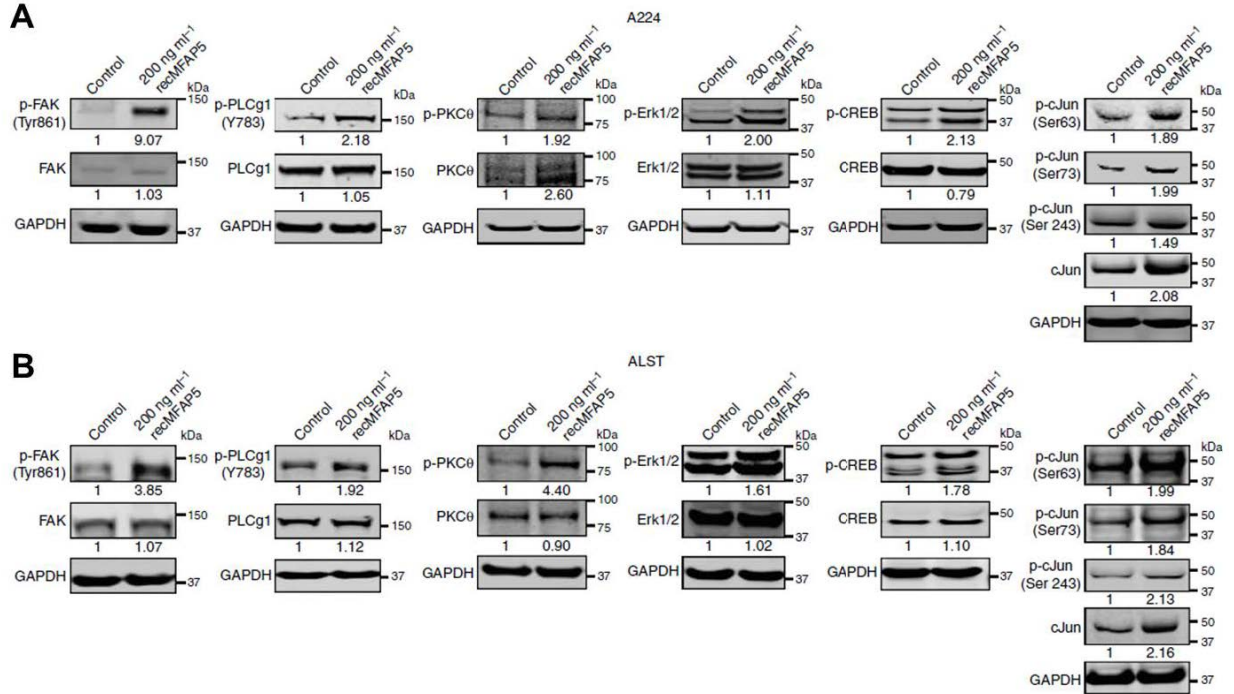 A
A224
Control 200 ng ml⁻¹ recMFAP5 kDa
p-FAK (Tyr861) 150
1 9.07
FAK 150
1 1.03
GAPDH 37
Control 200 ng ml⁻¹ recMFAP5 kDa
p-PLCg1 (Y783) 150
1 2.18
PLCg1 150
1 1.05
GAPDH 37
Control 200 ng ml⁻¹ recMFAP5 kDa
p-PKCθ 100 75
1 1.92
PKCθ 100 75
1 2.60
GAPDH 37
Control 200 ng ml⁻¹ recMFAP5 kDa
p-Erk1/2 50 37
1 2.00
Erk1/2 50 37
1 1.11
GAPDH 37
Control 200 ng ml⁻¹ recMFAP5 kDa
p-CREB 50 37
1 2.13
CREB 50
1 0.79
GAPDH 37
Control 200 ng ml⁻¹ recMFAP5 kDa
p-cJun (Ser63) 50 37
1 1.89
p-cJun (Ser73) 50 37
1 1.99
p-cJun (Ser 243) 50 37
1 1.49
cJun 50 37
1 2.08
GAPDH 37
B
ALST
Control 200 ng ml⁻¹ recMFAP5 kDa
p-FAK (Tyr861) 150
1 3.85
FAK 150
1 1.07
GAPDH 37
Control 200 ng ml⁻¹ recMFAP5 kDa
p-PLCg1 (Y783) 150
1 1.92
PLCg1 150
1 1.12
GAPDH 37
Control 200 ng ml⁻¹ recMFAP5 kDa
p-PKCθ 100 75
1 4.40
PKCθ 100 75
1 0.90
GAPDH 37
Control 200 ng ml⁻¹ recMFAP5 kDa
p-Erk1/2 50 37
1 1.61
Erk1/2 50 37
1 1.02
GAPDH 37
Control 200 ng ml⁻¹ recMFAP5 kDa
p-CREB 50 37
1 1.78
CREB 50
1 1.10
GAPDH 37
Control 200 ng ml⁻¹ recMFAP5 kDa
p-cJun (Ser63) 50 37
1 1.99
p-cJun (Ser73) 50 37
1 1.84
p-cJun (Ser 243) 50 37
1 2.13
cJun 50 37
1 2.16
GAPDH 37